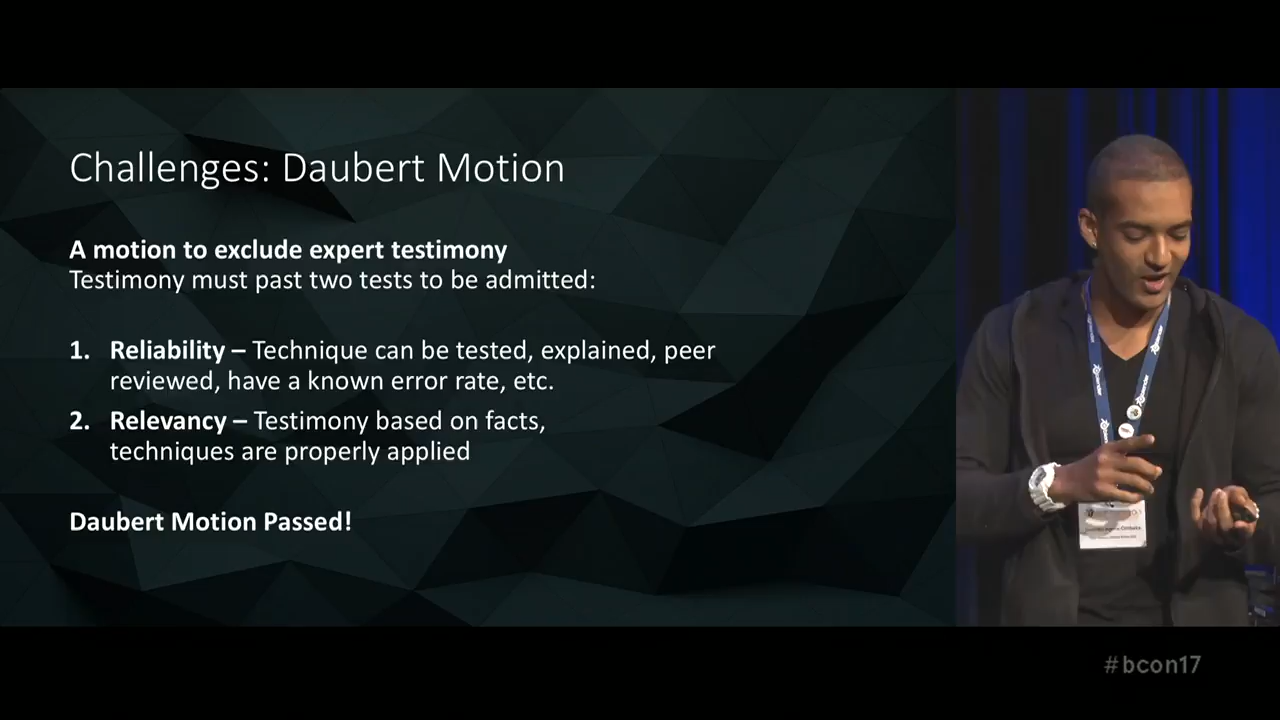 Challenges: Daubert Motion
A motion to exclude expert testimony
Testimony must past two tests to be admitted:
1. Reliability – Technique can be tested, explained, peer
reviewed, have a known error rate, etc.
2. Relevancy – Testimony based on facts,
techniques are properly applied
Daubert Motion Passed!
#bcon17